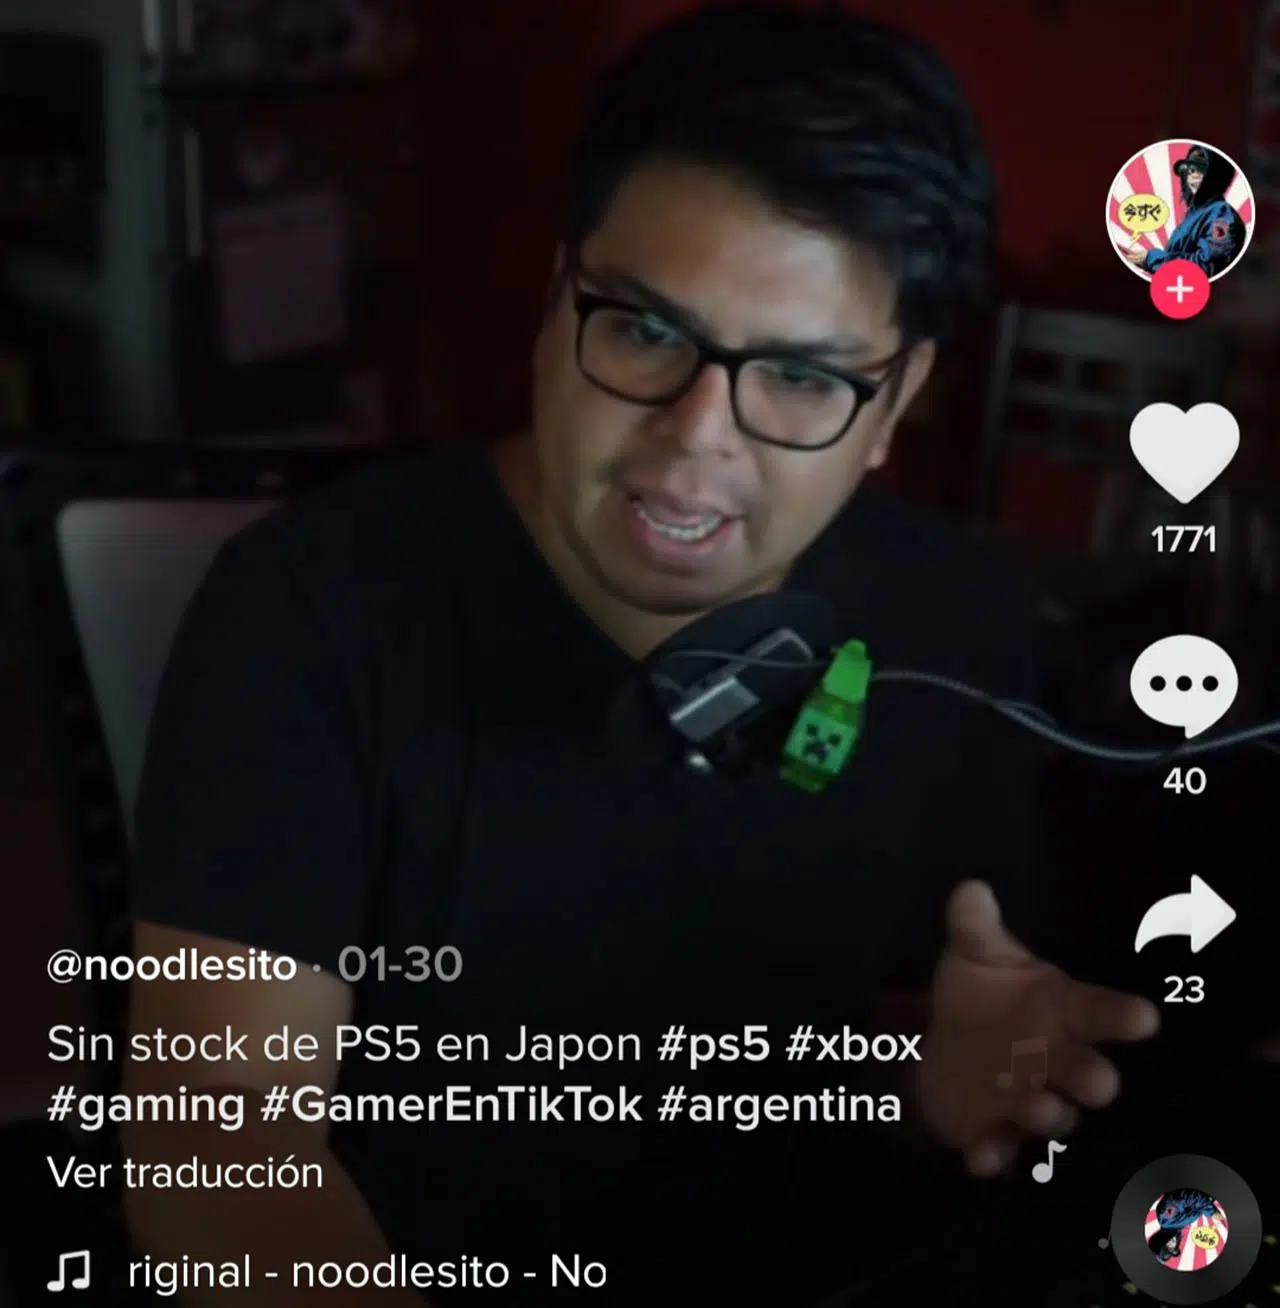 今すぐ
1771
40
23
@noodlesito · 01-30
Sin stock de PS5 en Japon #ps5 #xbox
#gaming #GamerEnTikTok #argentina
Ver traducción
riginal - noodlesito - No